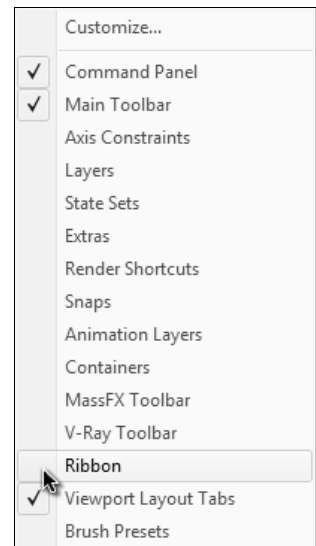 Customize...
Command Panel
Main Toolbar
Axis Constraints
Layers
State Sets
Extras
Render Shortcuts
Snaps
Animation Layers
Containers
MassFX Toolbar
V-Ray Toolbar
Ribbon
Viewport Layout Tabs
Brush Presets